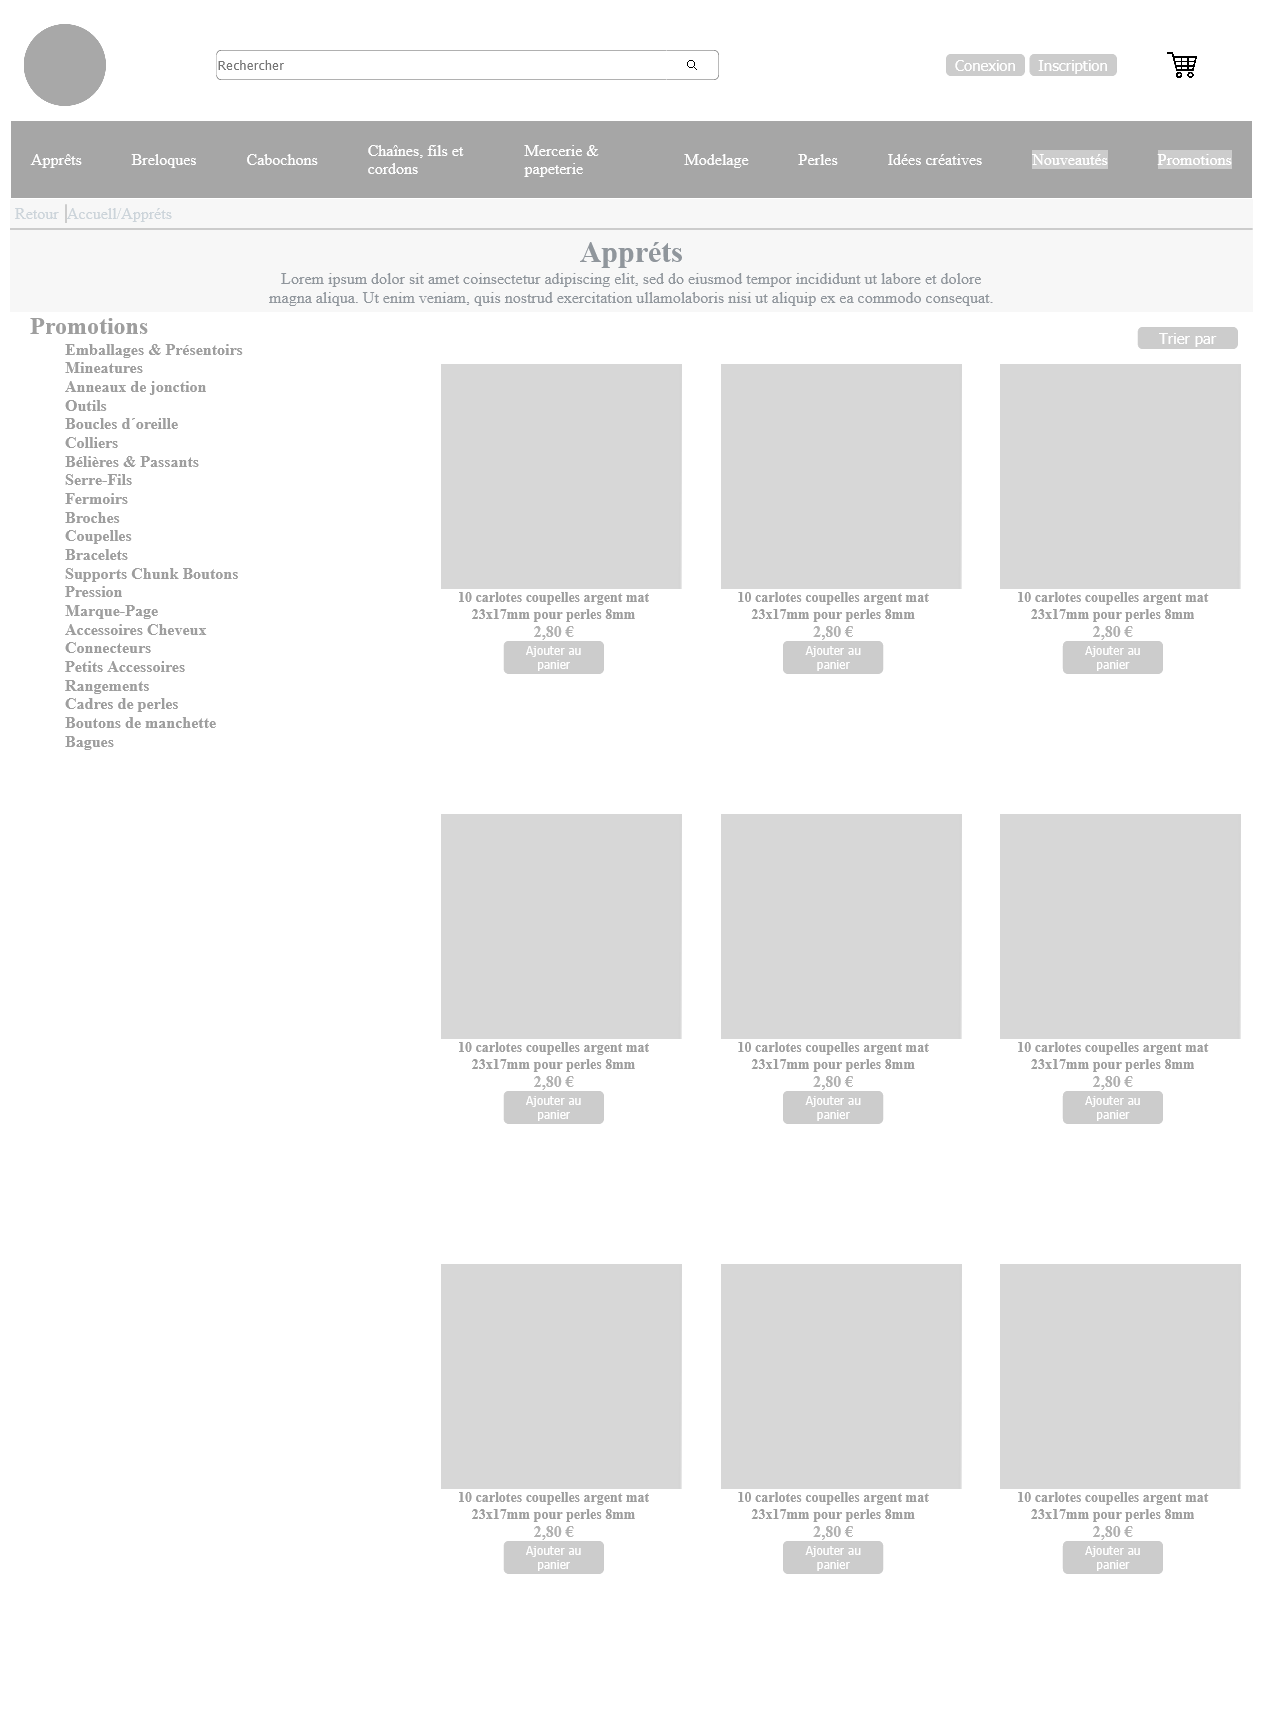 Rechercher
Conexion
Inscription
Apprêts
Breloques
Cabochons
Chaînes, fils et
cordons
Mercerie &
papeterie
Modelage
Perles
Idées créatives
Nouveautés
Promotions
Retour
Accuell/Appréts
Appréts
Lorem ipsum dolor sit amet coinsectetur adipiscing elit, sed do eiusmod tempor incididunt ut labore et dolore
magna aliqua. Ut enim veniam, quis nostrud exercitation ullamolaboris nisi ut aliquip ex ea commodo consequat.
Promotions
Emballages & Présentoirs
Mineatures
Anneaux de jonction
Outils
Boucles d´oreille
Colliers
Bélières & Passants
Serre-Fils
Fermoirs
Broches
Coupelles
Bracelets
Supports Chunk Boutons
Pression
Marque-Page
Accessoires Cheveux
Connecteurs
Petits Accessoires
Rangements
Cadres de perles
Boutons de manchette
Bagues
Trier par
10 carlotes coupelles argent mat
23x17mm pour perles 8mm
2,80 €
Ajouter au
panier
10 carlotes coupelles argent mat
23x17mm pour perles 8mm
2,80 €
Ajouter au
panier
10 carlotes coupelles argent mat
23x17mm pour perles 8mm
2,80 €
Ajouter au
panier
10 carlotes coupelles argent mat
23x17mm pour perles 8mm
2,80 €
Ajouter au
panier
10 carlotes coupelles argent mat
23x17mm pour perles 8mm
2,80 €
Ajouter au
panier
10 carlotes coupelles argent mat
23x17mm pour perles 8mm
2,80 €
Ajouter au
panier
10 carlotes coupelles argent mat
23x17mm pour perles 8mm
2,80 €
Ajouter au
panier
10 carlotes coupelles argent mat
23x17mm pour perles 8mm
2,80 €
Ajouter au
panier
10 carlotes coupelles argent mat
23x17mm pour perles 8mm
2,80 €
Ajouter au
panier